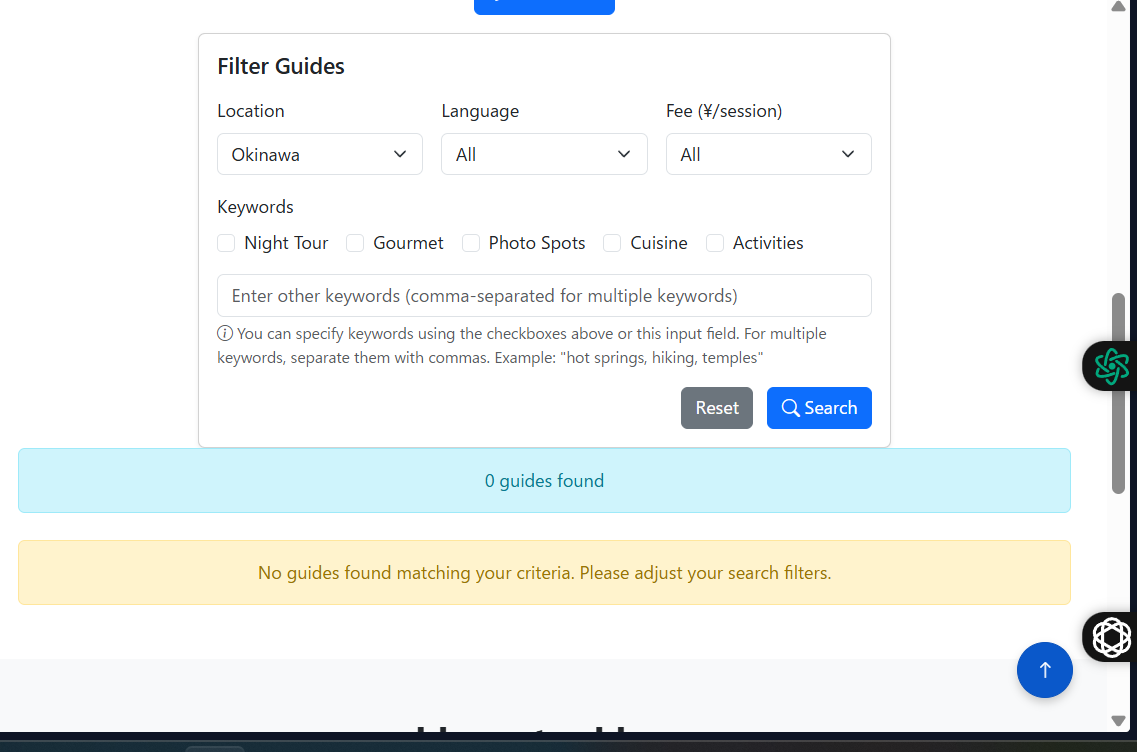 Filter Guides
Location
Language
Fee (¥/session)
Okinawa
All
All
Keywords
Night Tour
Gourmet
Photo Spots
Cuisine
Activities
Enter other keywords (comma-separated for multiple keywords)
You can specify keywords using the checkboxes above or this input field. For multiple
keywords, separate them with commas. Example: "hot springs, hiking, temples"
Reset
Search
0 guides found
No guides found matching your criteria. Please adjust your search filters.